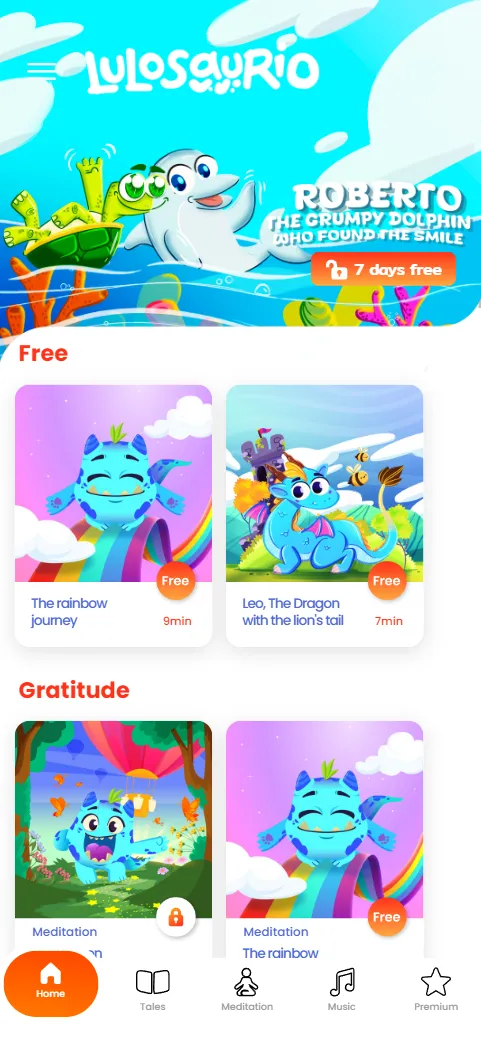 LULOSAURIO
ROBERTO
THE GRUMPY DOLPHIN
WHO FOUND THE SMILE
7 days free
Free
Free
Free
The rainbow
journey
9min
Leo, The Dragon
with the lion's tail
7min
Gratitude
Free
Meditation
Meditation
The rainbow
Home
Tales
Meditation
Music
Premium